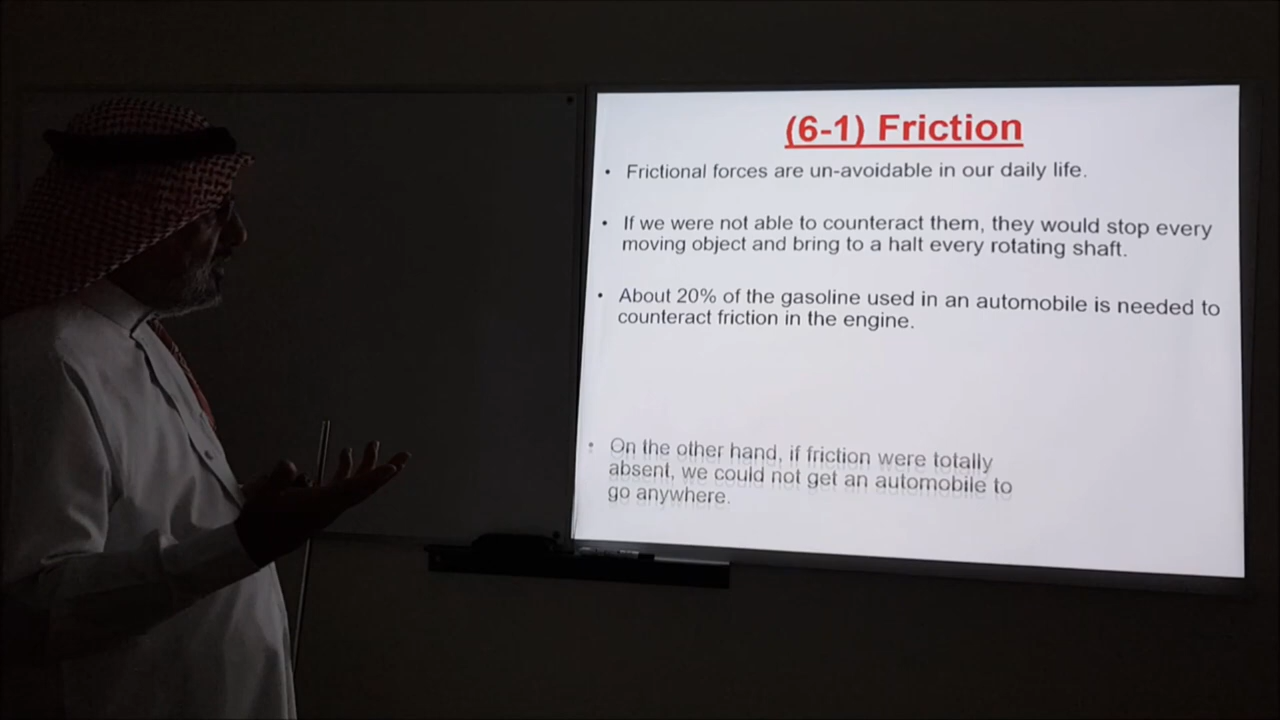 (6-1) Friction
• Frictional forces are un-avoidable in our daily life.
• If we were not able to counteract them, they would stop every
moving object and bring to a halt every rotating shaft.
• About 20% of the gasoline used in an automobile is needed to
counteract friction in the engine.
• On the other hand, if friction were totally
absent, we could not get an automobile to
go anywhere.